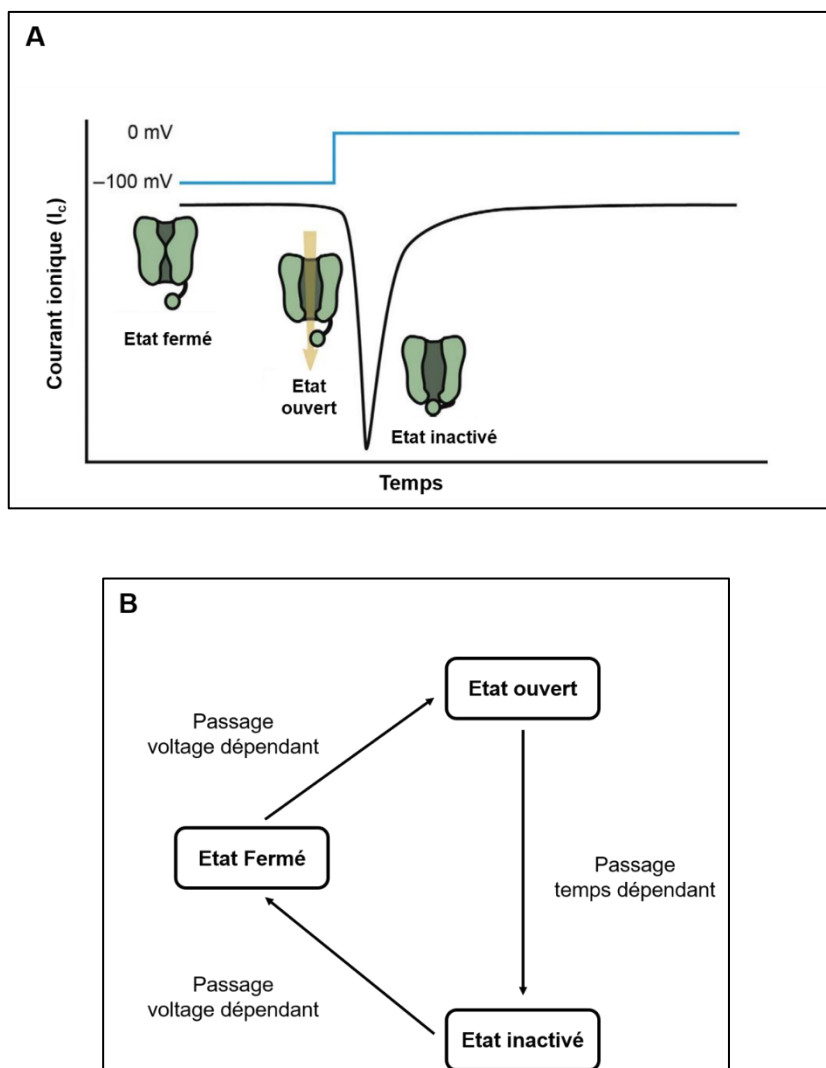 A
0 mV
–100 mV
Courant ionique (Ic)
Etat fermé
Etat
ouvert
Etat inactivé
Temps
B
Etat ouvert
Passage
voltage dépendant
Etat Fermé
Passage
temps dépendant
Passage
voltage dépendant
Etat inactivé